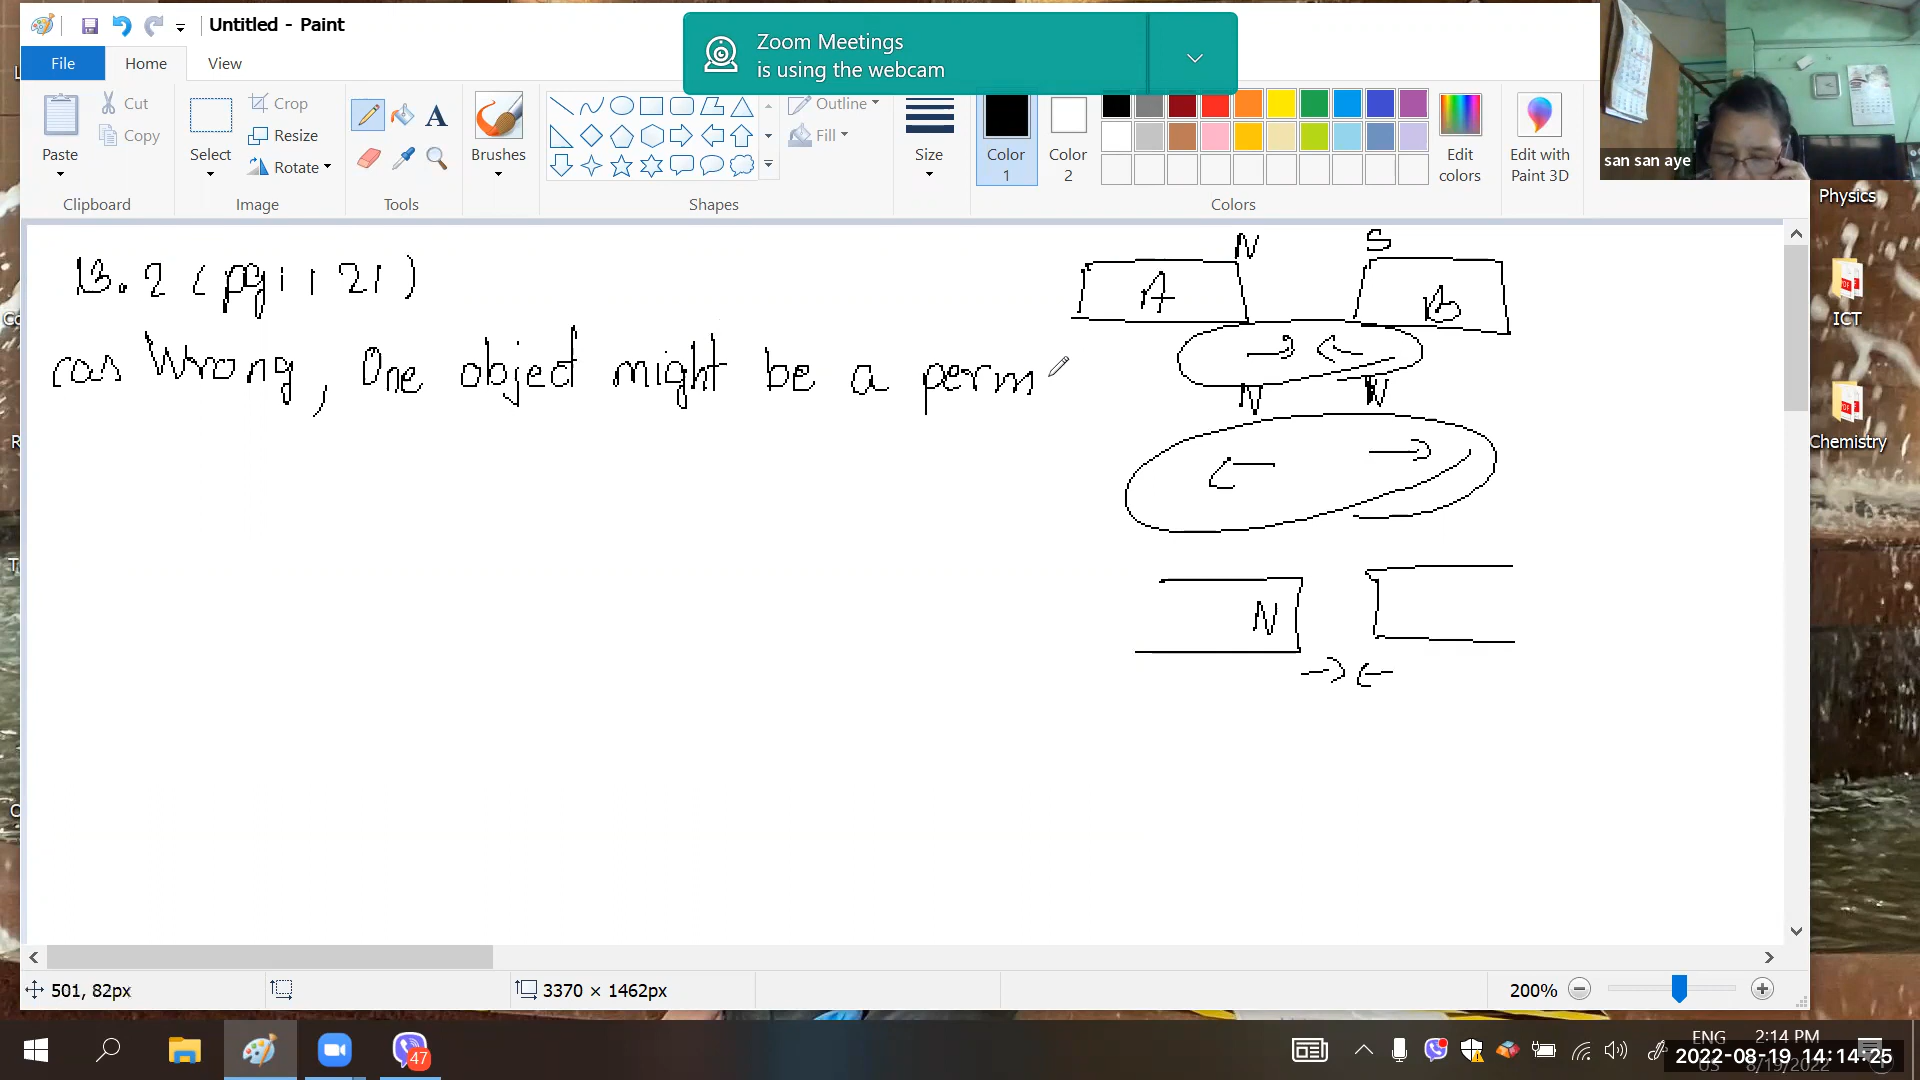 Untitled - Paint
Zoom Meetings
is using the webcam
File
Home
View
Paste
Cut
Copy
Clipboard
Select
Crop
Resize
Rotate
Image
A
Tools
Brushes
Shapes
Outline
Fill
Size
Color
1
Color
2
Edit
colors
Edit with
Paint 3D
Colors
san san aye
Physics
ICT
Chemistry
13.2 (pg 121)
Wrong, One object might be a perm
N S
A B
N N
N
501, 82px
3370 × 1462px
200%
47
ENG
2:14 PM
8/19/2022
2022-08-19 14:14:25